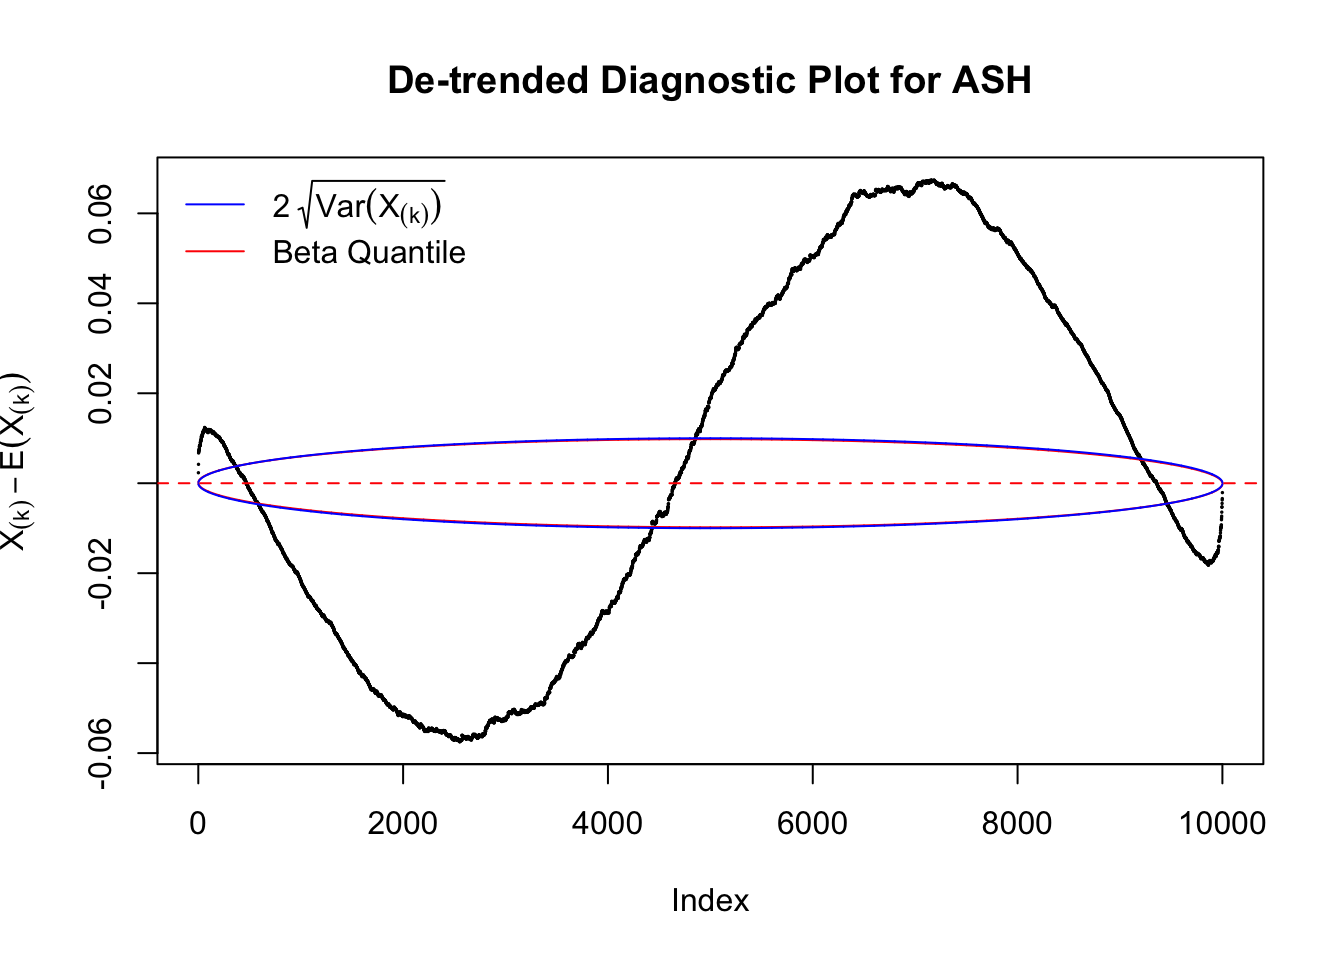 De-trended Diagnostic Plot for ASH
2√Var(X(k))
Beta Quantile
X(k) − E(X(k))
0.06
0.04
0.02
-0.02
-0.06
0 2000 4000 6000 8000 10000
Index